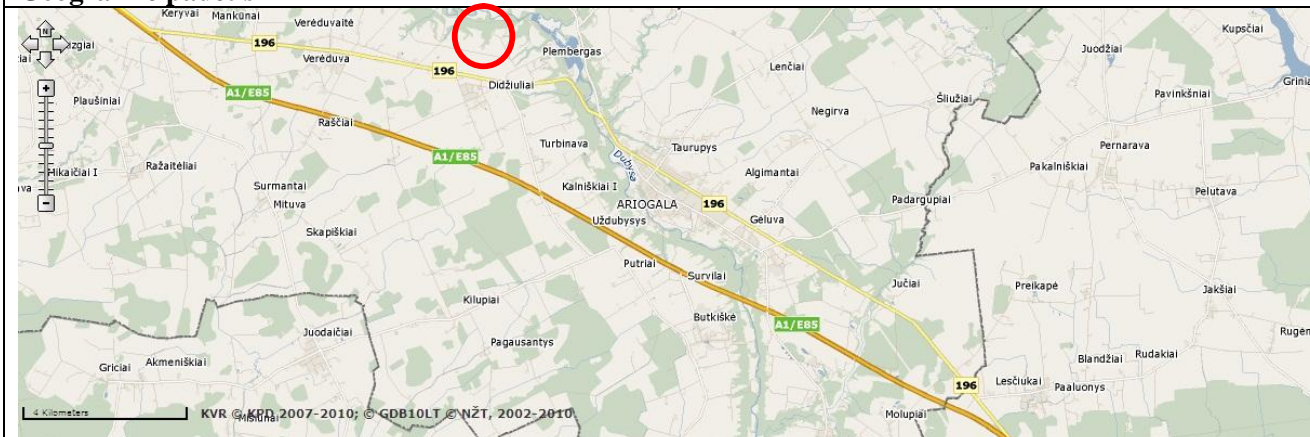 Keryvai
Mankūnai
Verėduvaitė
196
Verėduva
196
Plembergas
Didžiuliai
Lenčiai
Juodžiai
Kupsčiai
N
A1/E85
Plaušiniai
Raščiai
Šliužiai
Pavinkšniai
Negirva
Turbinava
Taurupys
Pernarava
A1/E85
Ražaitėliai
Dubysa
Algimantai
Pakalniškiai
Surmantai
Kalniškiai I
Pelutava
Mituva
ARIOGALA
196
Padargupiai
Uždubysys
Gėluva
Skapiškiai
Putriai
Survilai
Jučiai
Preikapė
Jakšiai
Kilupiai
Butkiškė
A1/E85
Juodaičiai
Pagausantys
Blandžiai
Rudakiai
Griciai
Akmeniškiai
196
Lesčiukai
Paaluonys
Molupiai
4 Kilometers
KVR © KPD 2007-2010; © GDB10LT © NŽT, 2002-2010